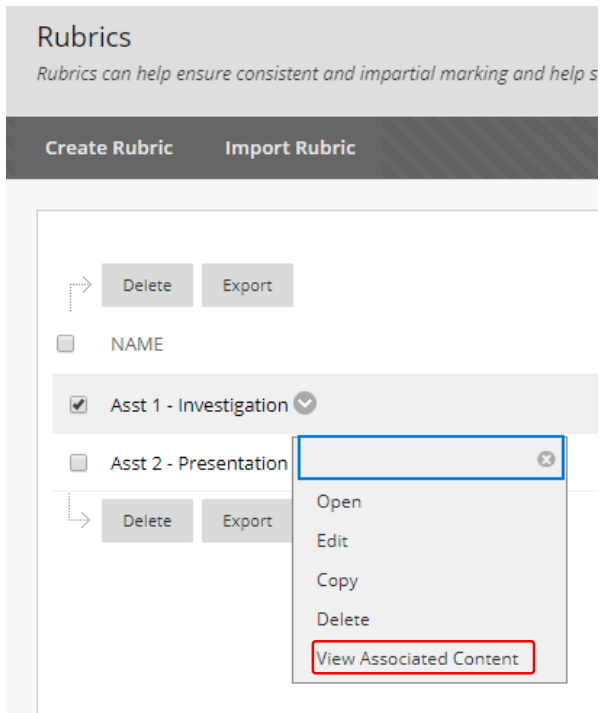 Rubrics
Rubrics can help ensure consistent and impartial marking and help s
Create Rubric Import Rubric
Delete Export
NAME
Asst 1 - Investigation
Asst 2 - Presentation
Delete Export
Open
Edit
Copy
Delete
View Associated Content